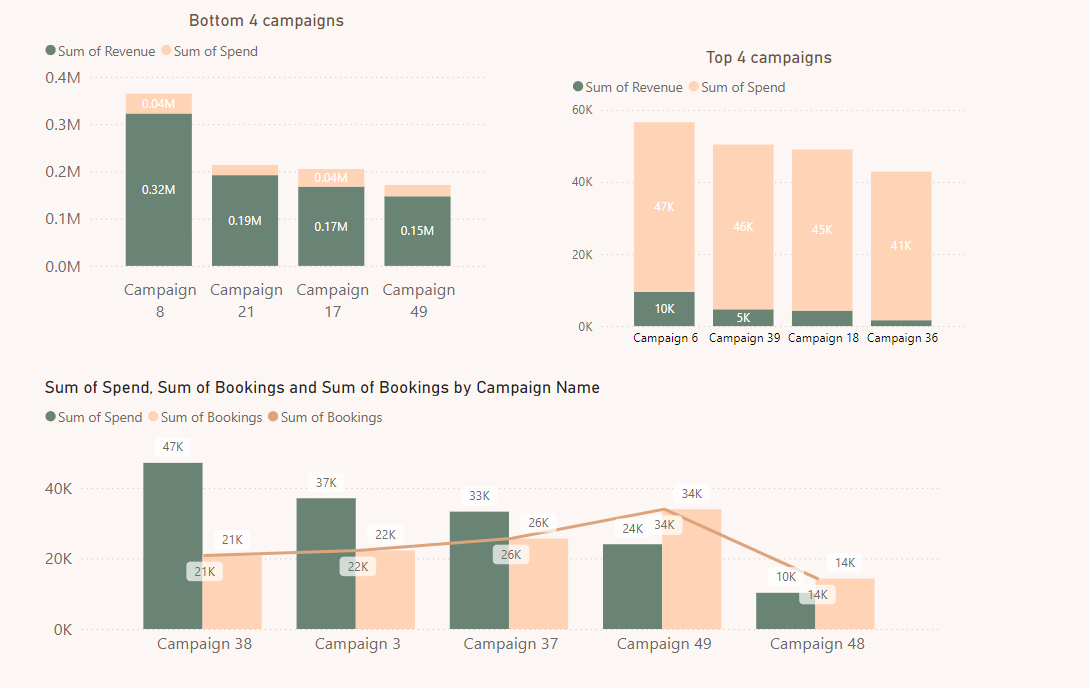 Bottom 4 campaigns
Sum of Revenue Sum of Spend
0.4M
0.3M
0.2M
0.1M
0.0M
0.04M
0.32M
0.19M
0.04M
0.17M
0.15M
Campaign 
8
Campaign 
21
Campaign 
17
Campaign 
49
Top 4 campaigns
Sum of Revenue Sum of Spend
60K
40K
20K
0K
47K
10K
46K
5K
45K
41K
Campaign 6 Campaign 39 Campaign 18 Campaign 36
Sum of Spend, Sum of Bookings and Sum of Bookings by Campaign Name
Sum of Spend Sum of Bookings Sum of Bookings
40K
20K
0K
47K
21K
21K
37K
22K
22K
33K
26K
26K
24K
34K
34K
10K
14K
14K
Campaign 38 Campaign 3 Campaign 37 Campaign 49 Campaign 48